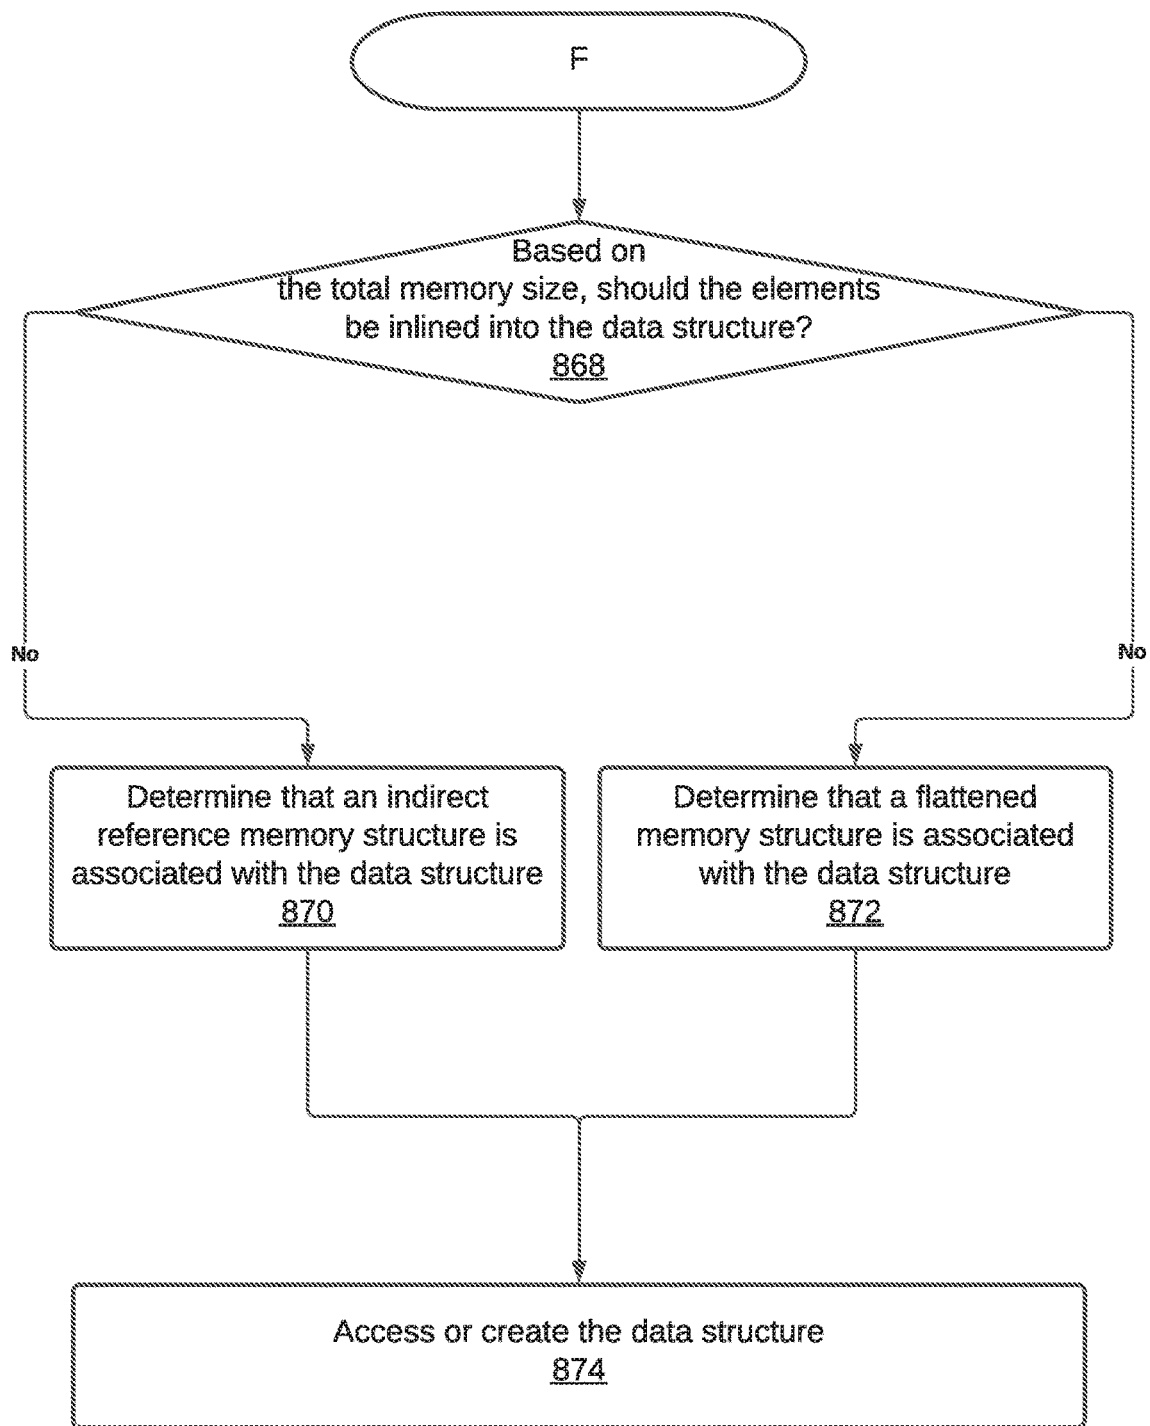 F
Based on
the total memory size, should the elements
be inlined into the data structure?
868
No
No
Determine that an indirect
reference memory structure is
associated with the data structure
870
Determine that a flattened
memory structure is associated
with the data structure
872
Access or create the data structure
874